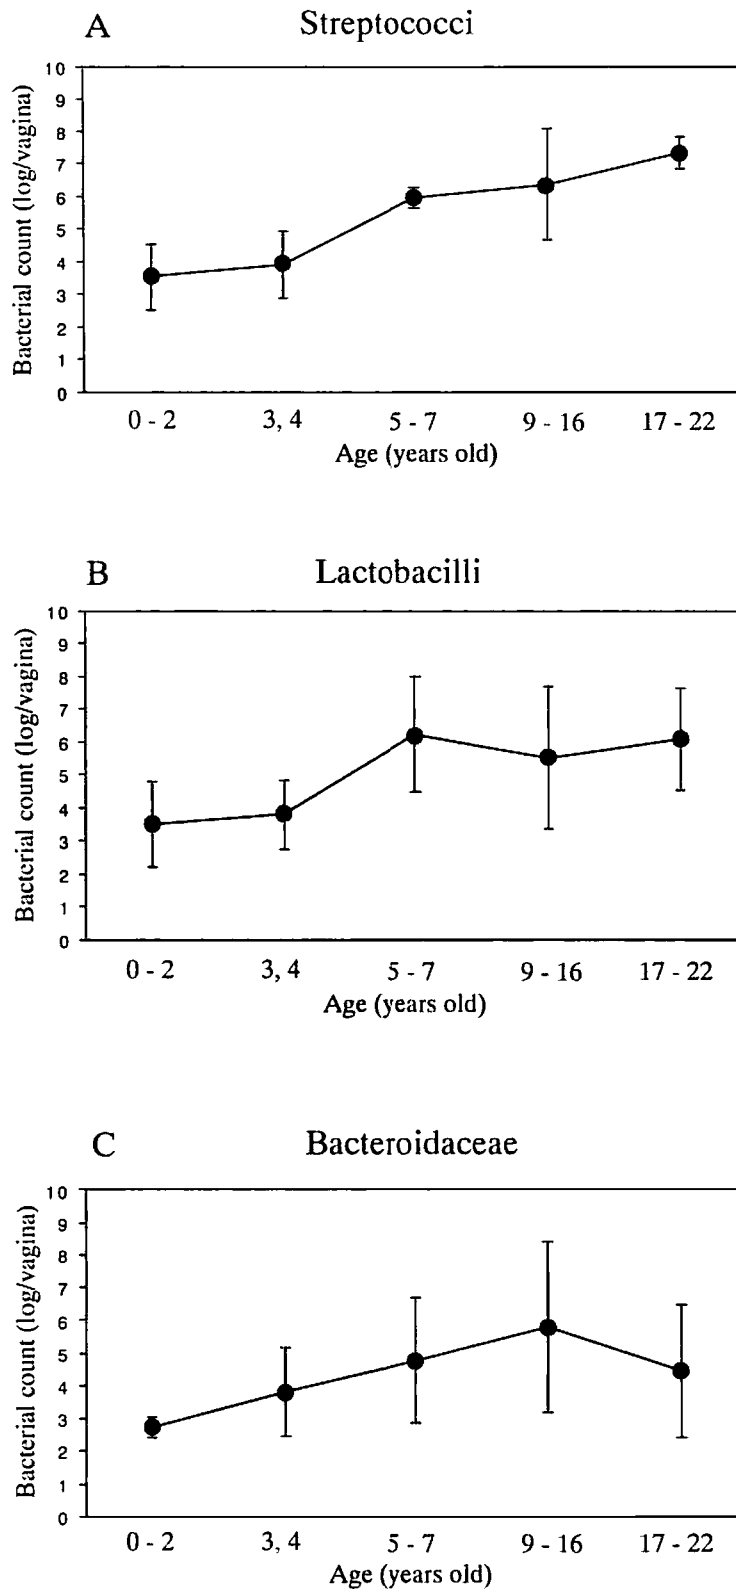 A Streptococci
Bacterial count (log/vagina)
10
9
8
7
6
5
4
3
2
1
0
0 - 2 3, 4 5 - 7 9 - 16 17 - 22
Age (years old)
B Lactobacilli
Bacterial count (log/vagina)
10
9
8
7
6
5
4
3
2
1
0
0 - 2 3, 4 5 - 7 9 - 16 17 - 22
Age (years old)
C Bacteroidaceae
Bacterial count (log/vagina)
10
9
8
7
6
5
4
3
2
1
0
0 - 2 3, 4 5 - 7 9 - 16 17 - 22
Age (years old)